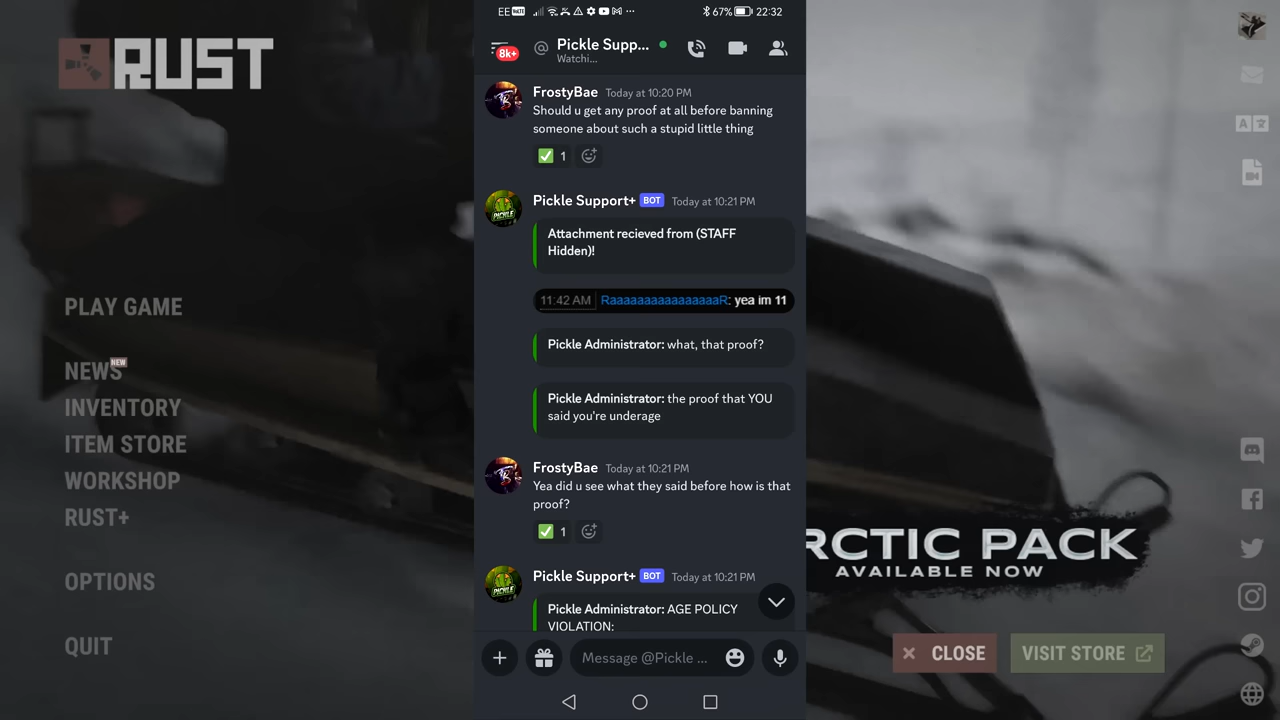 RUST
PLAY GAME
NEWS NEW
INVENTORY
ITEM STORE
WORKSHOP
RUST+
OPTIONS
QUIT
EE VoLTE
67% 22:32
8k+
@ Pickle Supp...
Watchi...
FrostyBae Today at 10:20 PM
Should u get any proof at all before banning
someone about such a stupid little thing
✅ 1
PICKLE
Pickle Support+ BOT Today at 10:21 PM
Attachment recieved from (STAFF
Hidden)!
11:42 AM RaaaaaaaaaaaaaaaaR: yea im 11
Pickle Administrator: what, that proof?
Pickle Administrator: the proof that YOU
said you're underage
FrostyBae Today at 10:21 PM
Yea did u see what they said before how is that
proof?
✅ 1
PICKLE
Pickle Support+ BOT Today at 10:21 PM
Pickle Administrator: AGE POLICY
VIOLATION:
Message @Pickle ...
RCTIC PACK
AVAILABLE NOW
CLOSE
VISIT STORE